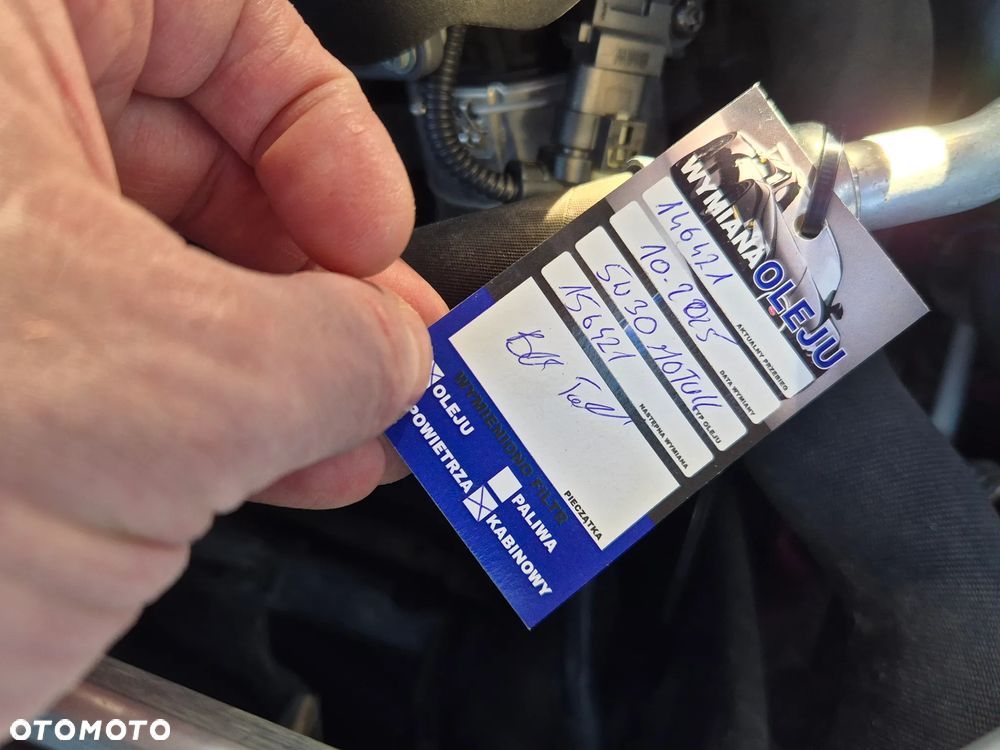 WYMIANA OLEJU
146421
AKTUALNY PRZEBIEG
10.2025
DATA WYMIANY
5W30 MOTUL
TYP OLEJU
156421
NASTĘPNA WYMIANA
PIECZĄTKA
WYMIENIONO FILTR
OLEJU
PALIWA
POWIETRZA
KABINOWY
OTOMOTO